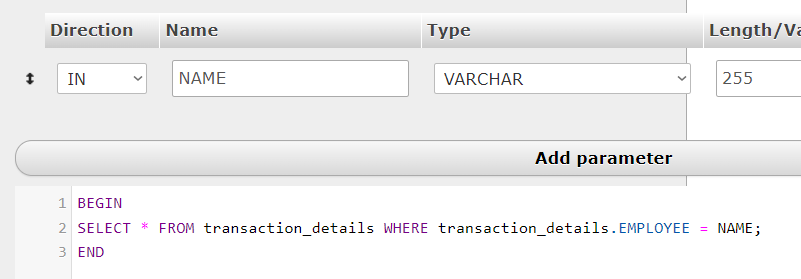 Direction Name Type Length/Va
IN NAME VARCHAR 255
Add parameter
1 BEGIN
2 SELECT * FROM transaction_details WHERE transaction_details.EMPLOYEE = NAME;
3 END